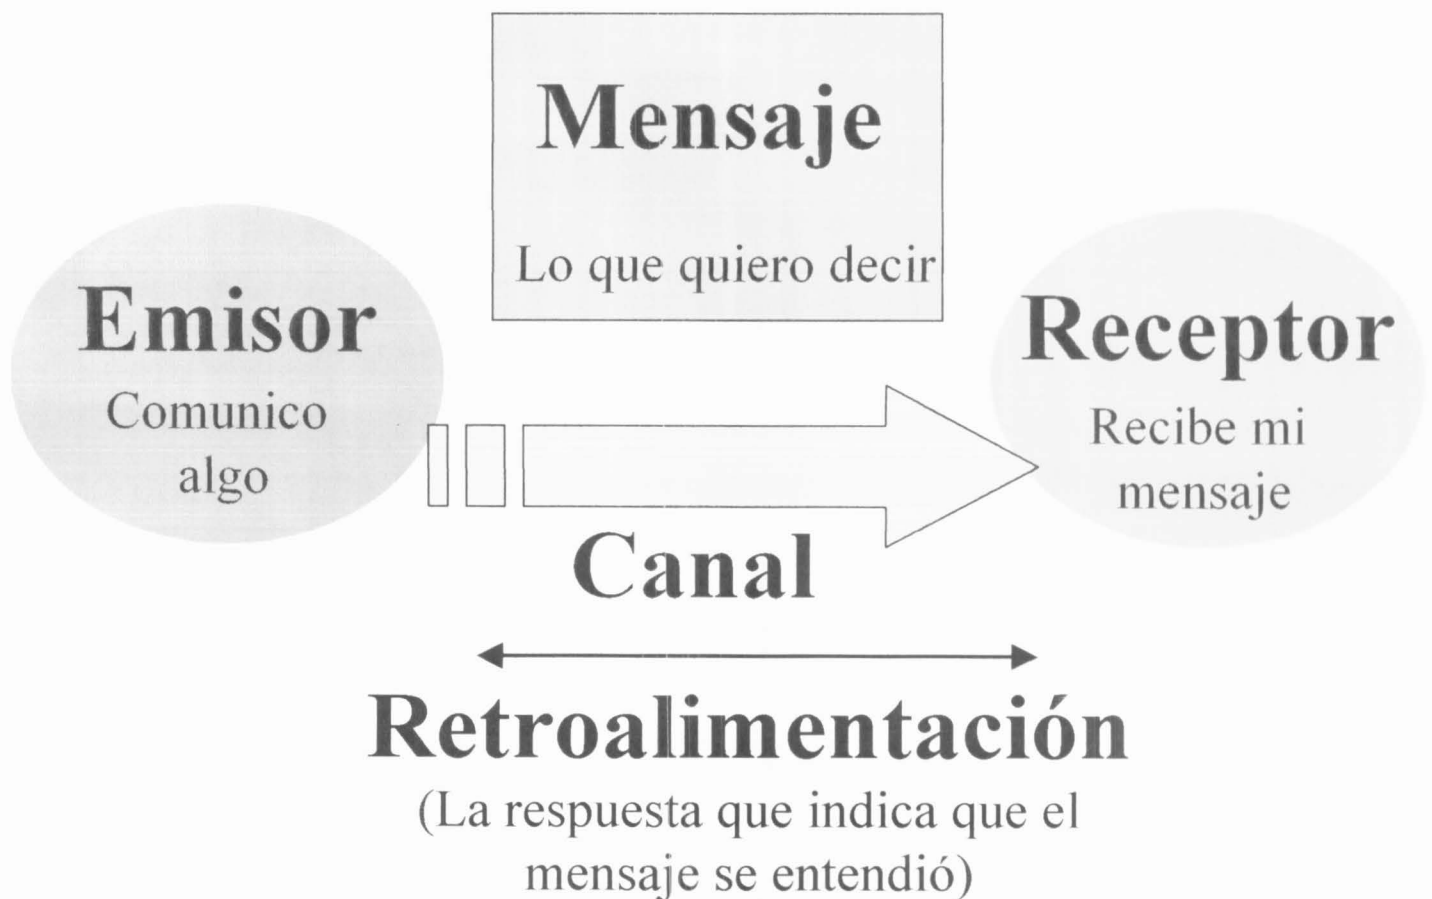 Mensaje
Lo que quiero decir
Emisor
Comunico
algo
Receptor
Recibe mi
mensaje
Canal
Retroalimentación
(La respuesta que indica que el
mensaje se entendió)